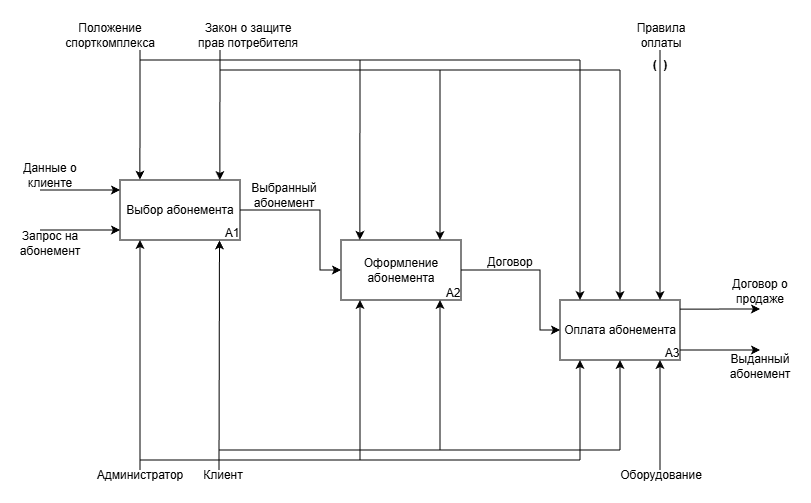 Положение
спорткомплекса
Закон о защите
прав потребителя
Правила
оплаты
( )
Данные о
клиенте
Запрос на
абонемент
Выбор абонемента
A1
Выбранный
абонемент
Оформление
абонемента
A2
Договор
Оплата абонемента
A3
Договор о
продаже
Выданный
абонемент
Администратор
Клиент
Оборудование